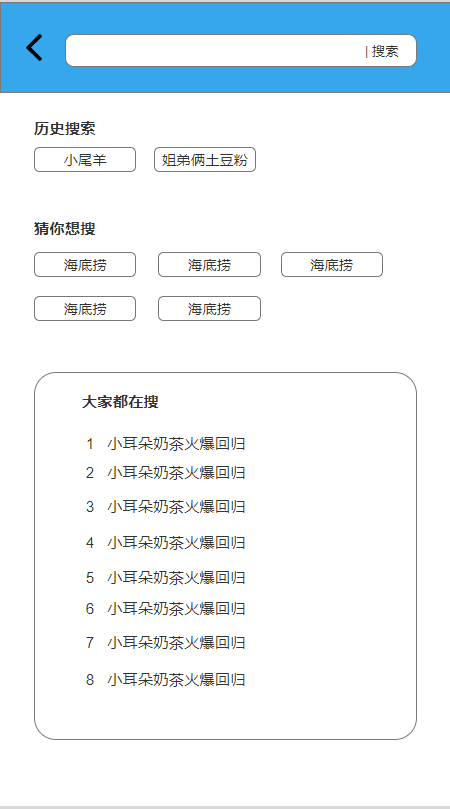 | 搜索
历史搜索
小尾羊 姐弟俩土豆粉
猜你想搜
海底捞 海底捞 海底捞
海底捞 海底捞
大家都在搜
1 小耳朵奶茶火爆回归
2 小耳朵奶茶火爆回归
3 小耳朵奶茶火爆回归
4 小耳朵奶茶火爆回归
5 小耳朵奶茶火爆回归
6 小耳朵奶茶火爆回归
7 小耳朵奶茶火爆回归
8 小耳朵奶茶火爆回归